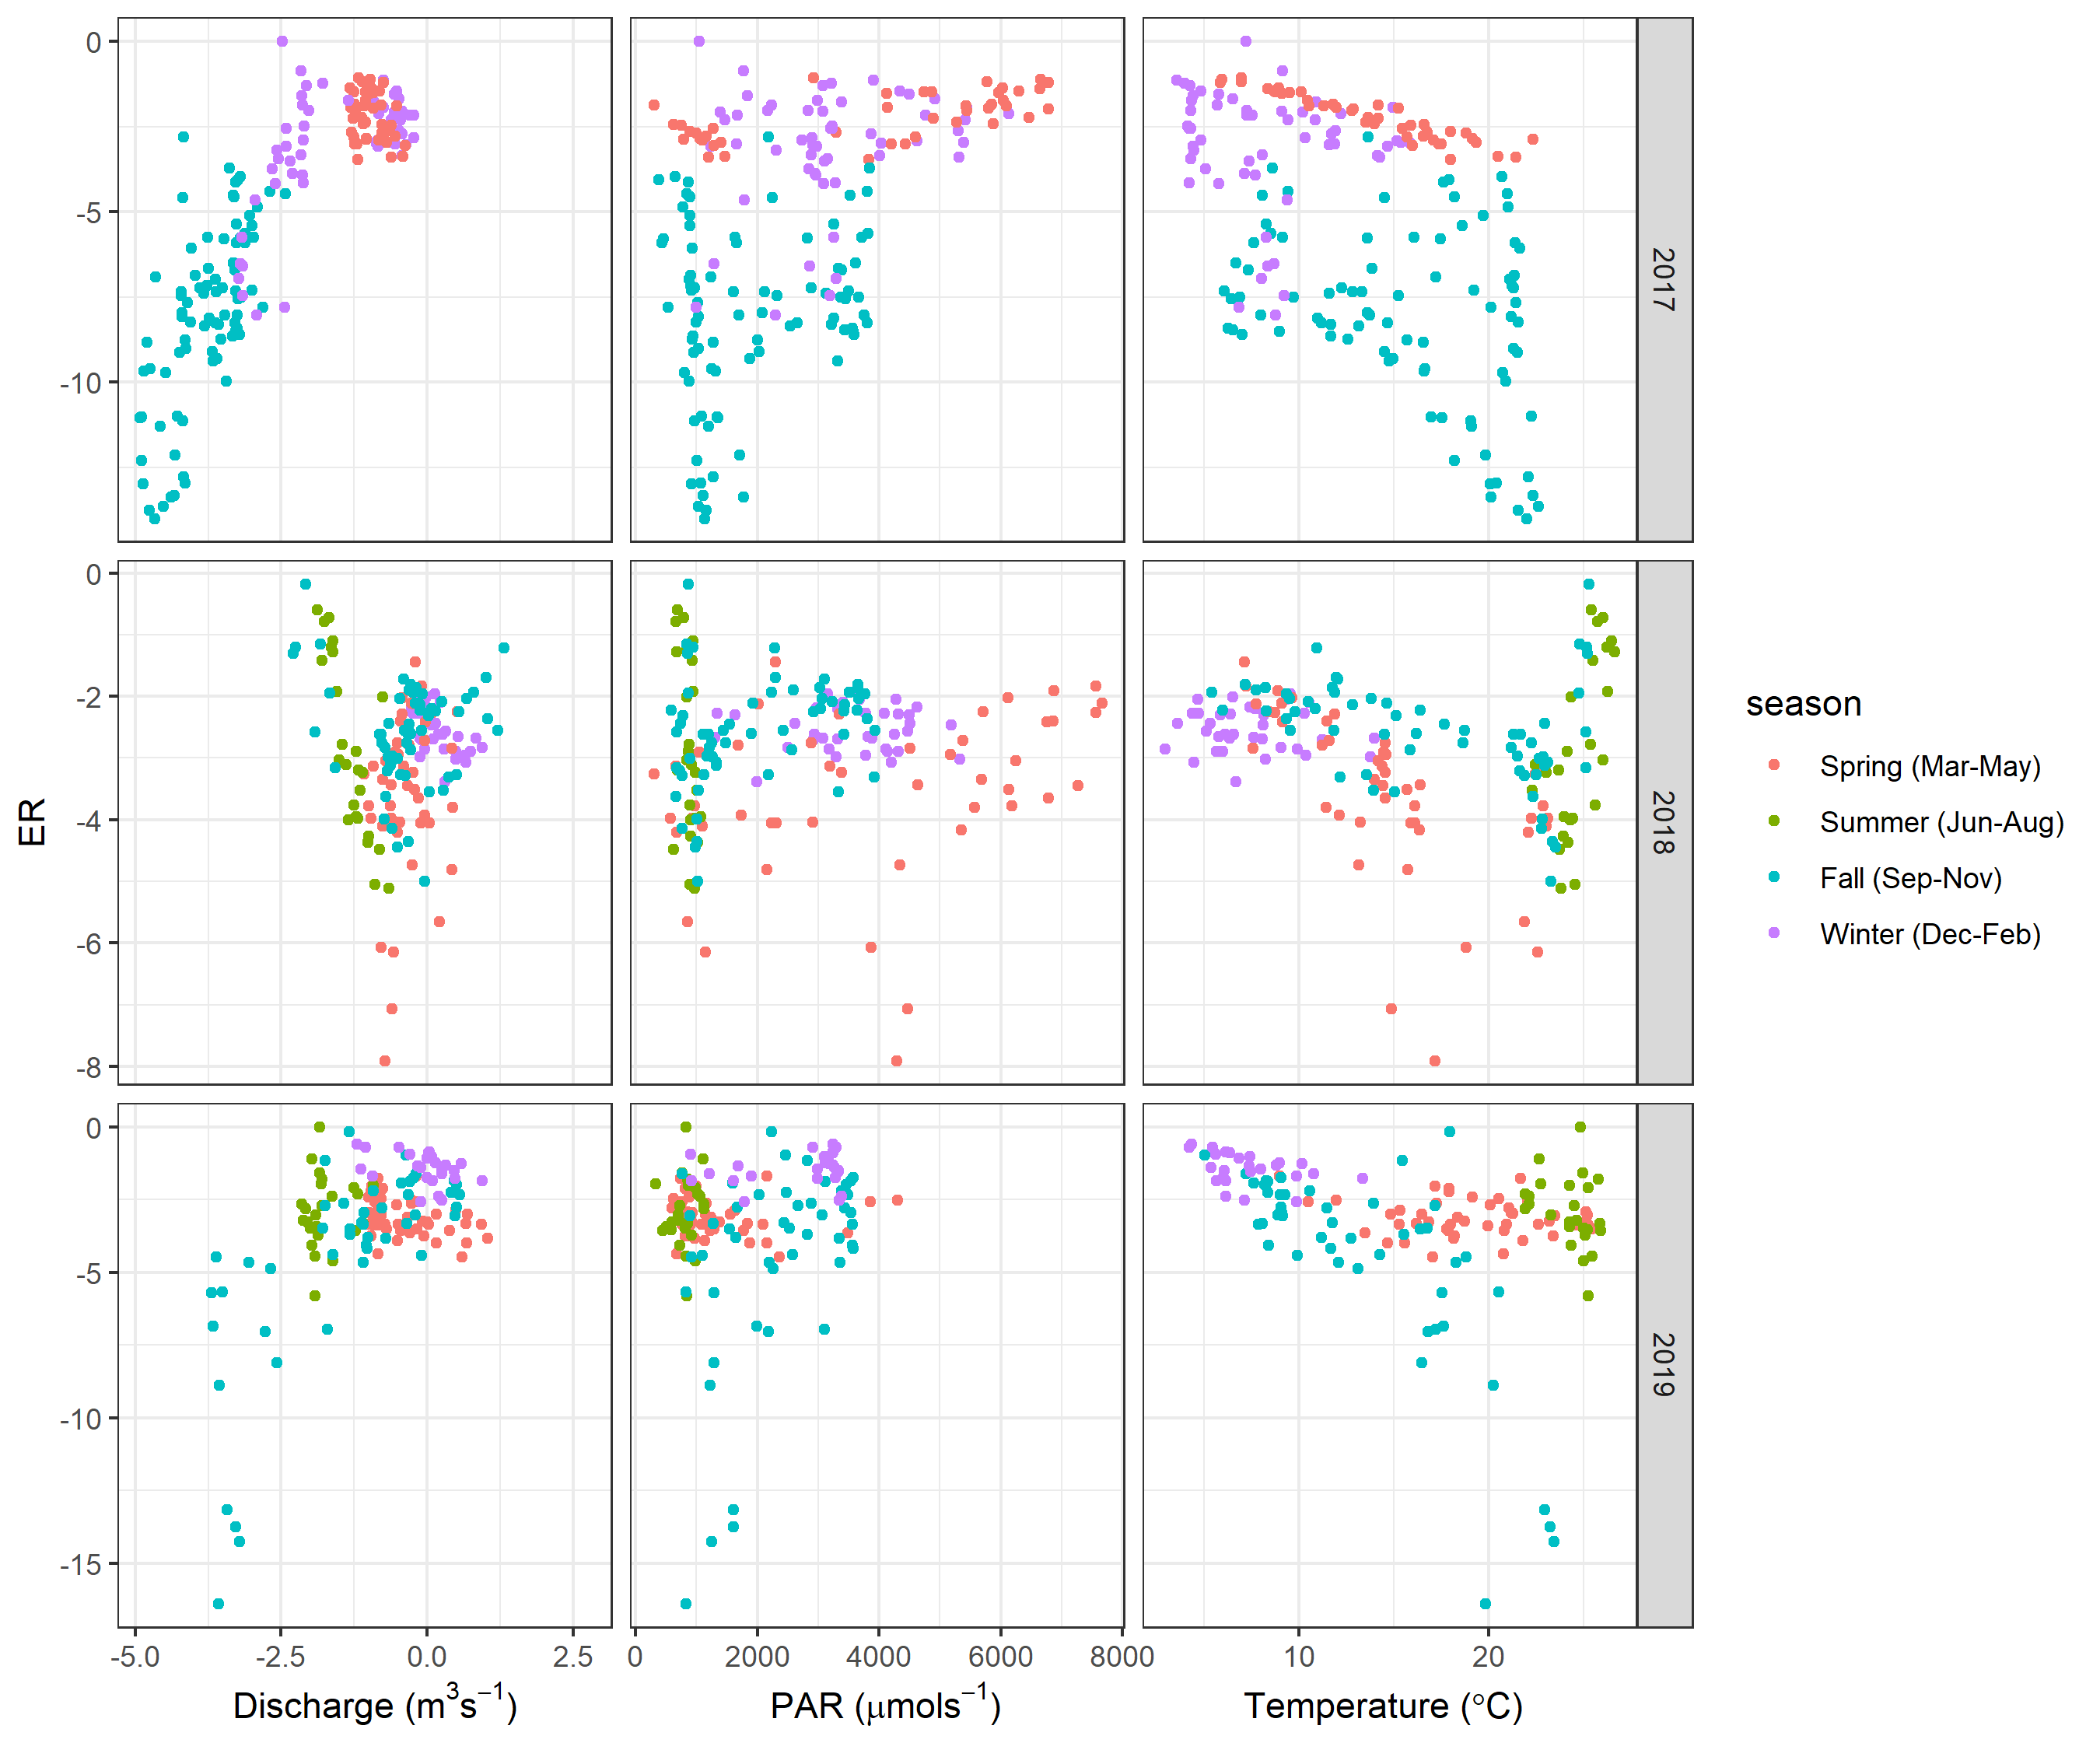 0
-5
-10
2017
0
-2
-4
-6
-8
2018
0
-5
-10
-15
2019
ER
-5.0 -2.5 0.0 2.5
0 2000 4000 6000 8000
10 20
Discharge (m³s⁻¹)
PAR (μmols⁻¹)
Temperature (°C)
season
Spring (Mar-May)
Summer (Jun-Aug)
Fall (Sep-Nov)
Winter (Dec-Feb)